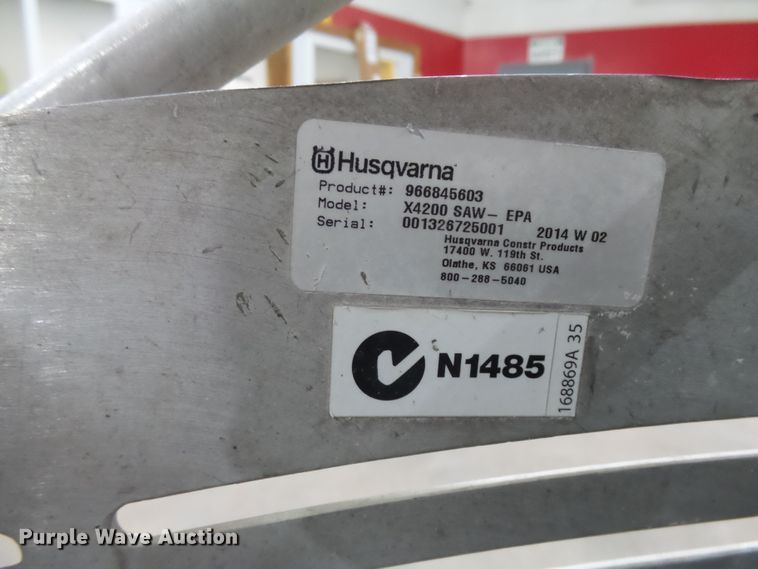 Husqvarna
Product#: 966845603
Model: X4200 SAW- EPA
Serial: 001326725001 2014 W 02
Husqvarna Constr Products
17400 W. 119th St.
Olathe, KS 66061 USA
800-288-5040
N1485
168869A 35
Purple Wave Auction